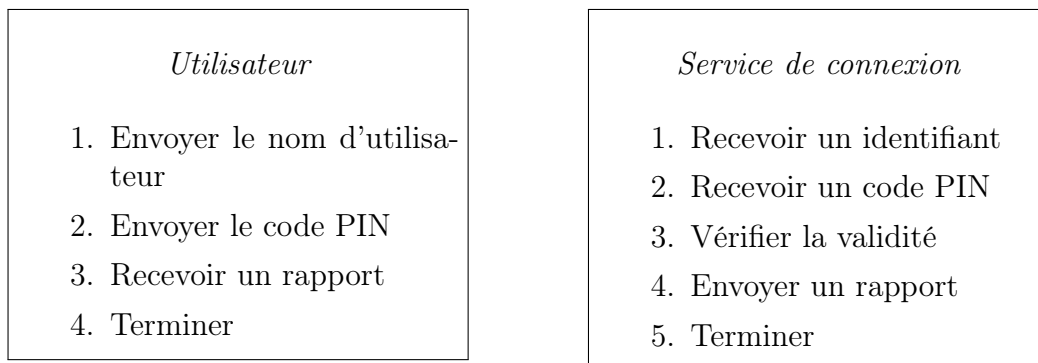 Utilisateur
1. Envoyer le nom d'utilisa-
teur
2. Envoyer le code PIN
3. Recevoir un rapport
4. Terminer
Service de connexion
1. Recevoir un identifiant
2. Recevoir un code PIN
3. Vérifier la validité
4. Envoyer un rapport
5. Terminer